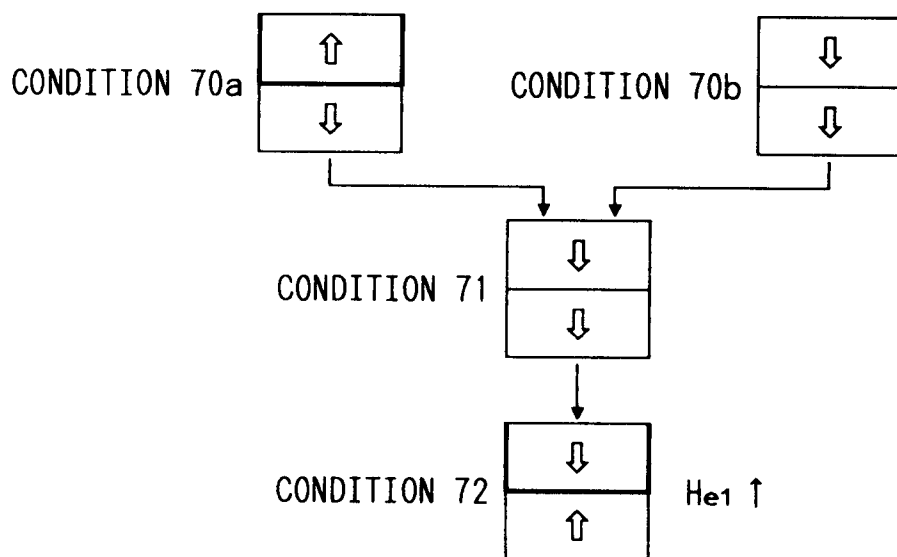 CONDITION 70a
CONDITION 70b
CONDITION 71
CONDITION 72
He1 ↑